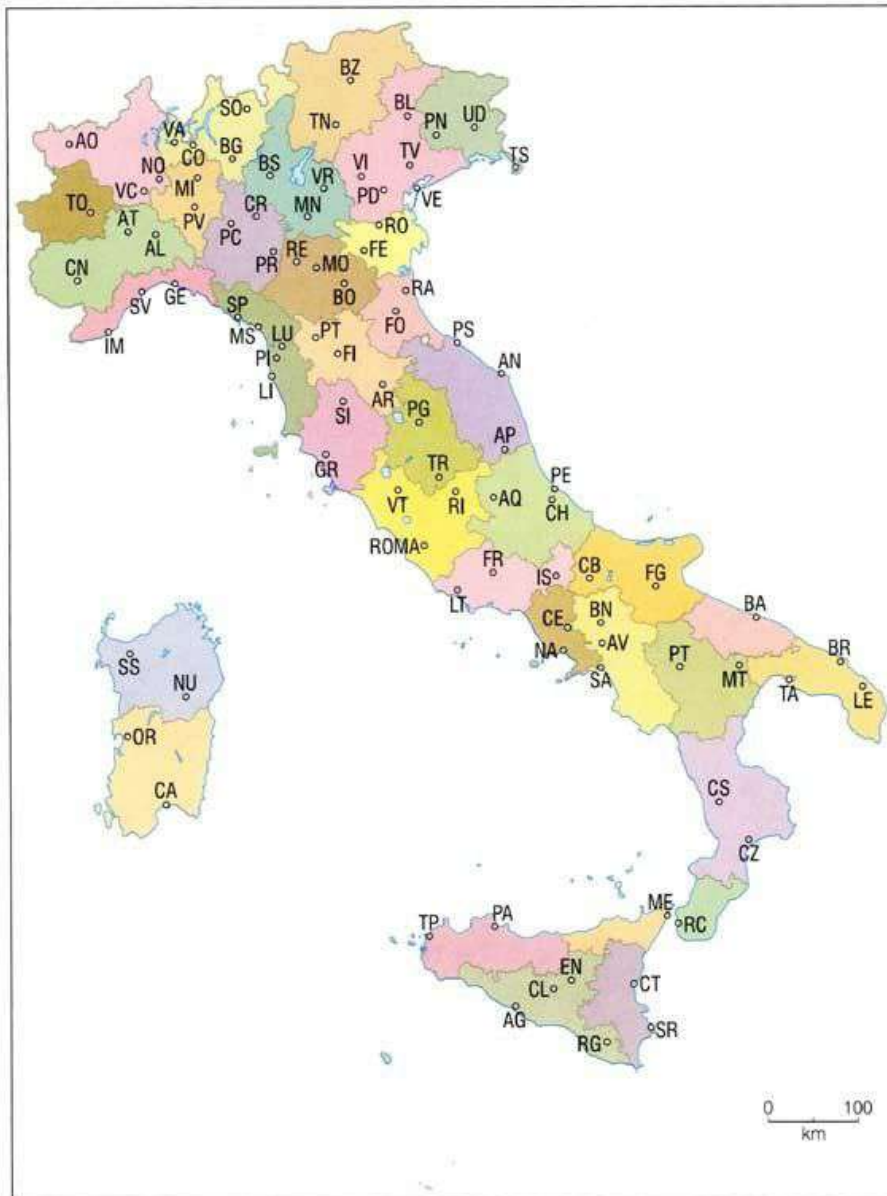 BZ
SO
BL
TN
PN
UD
AO
VA
BG
CO
TV
TS
NO
MI
BS
VR
VI
VC
PD
VE
TO
AT
PV
CR
MN
RO
PC
AL
FE
RE
MO
PR
CN
BO
RA
GE
SV
SP
FO
MS
LU
PT
PS
IM
PI
FI
LI
AN
AR
SI
PG
AP
GR
TR
PE
VT
RI
AQ
CH
ROMA
FR
IS
CB
FG
LT
BN
BA
CE
AV
NA
SA
PT
MT
BR
TA
LE
SS
NU
OR
CA
CS
CZ
ME
RC
TP
PA
EN
CL
CT
AG
SR
RG
0 100
km